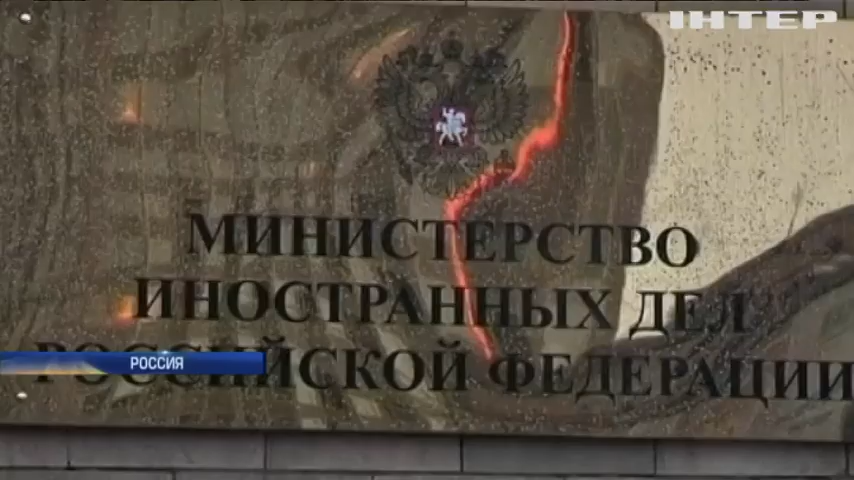 ІНТЕР
МИНИСТЕРСТВО
ИНОСТРАННЫХ ДЕЛ
РОССИЙСКОЙ ФЕДЕРАЦИИ
РОССИЯ